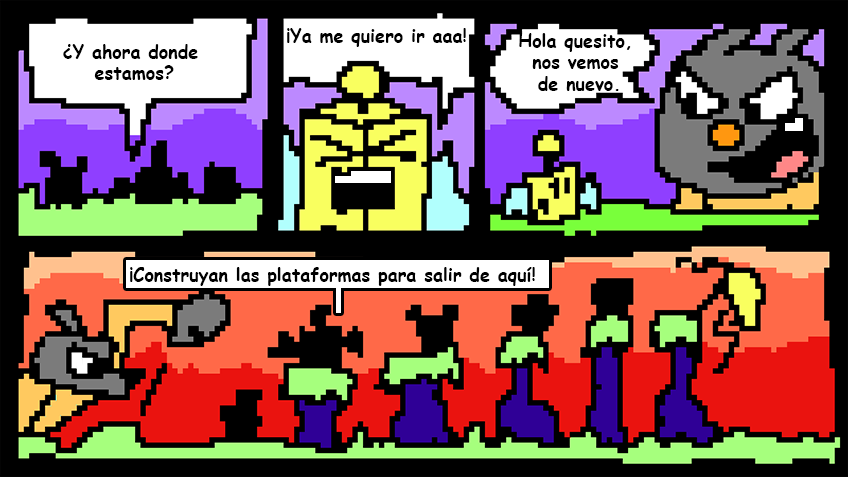 ¿Y ahora donde
estamos?
¡Ya me quiero ir aaa!
Hola quesito,
nos vemos
de nuevo.
¡Construyan las plataformas para salir de aquí!